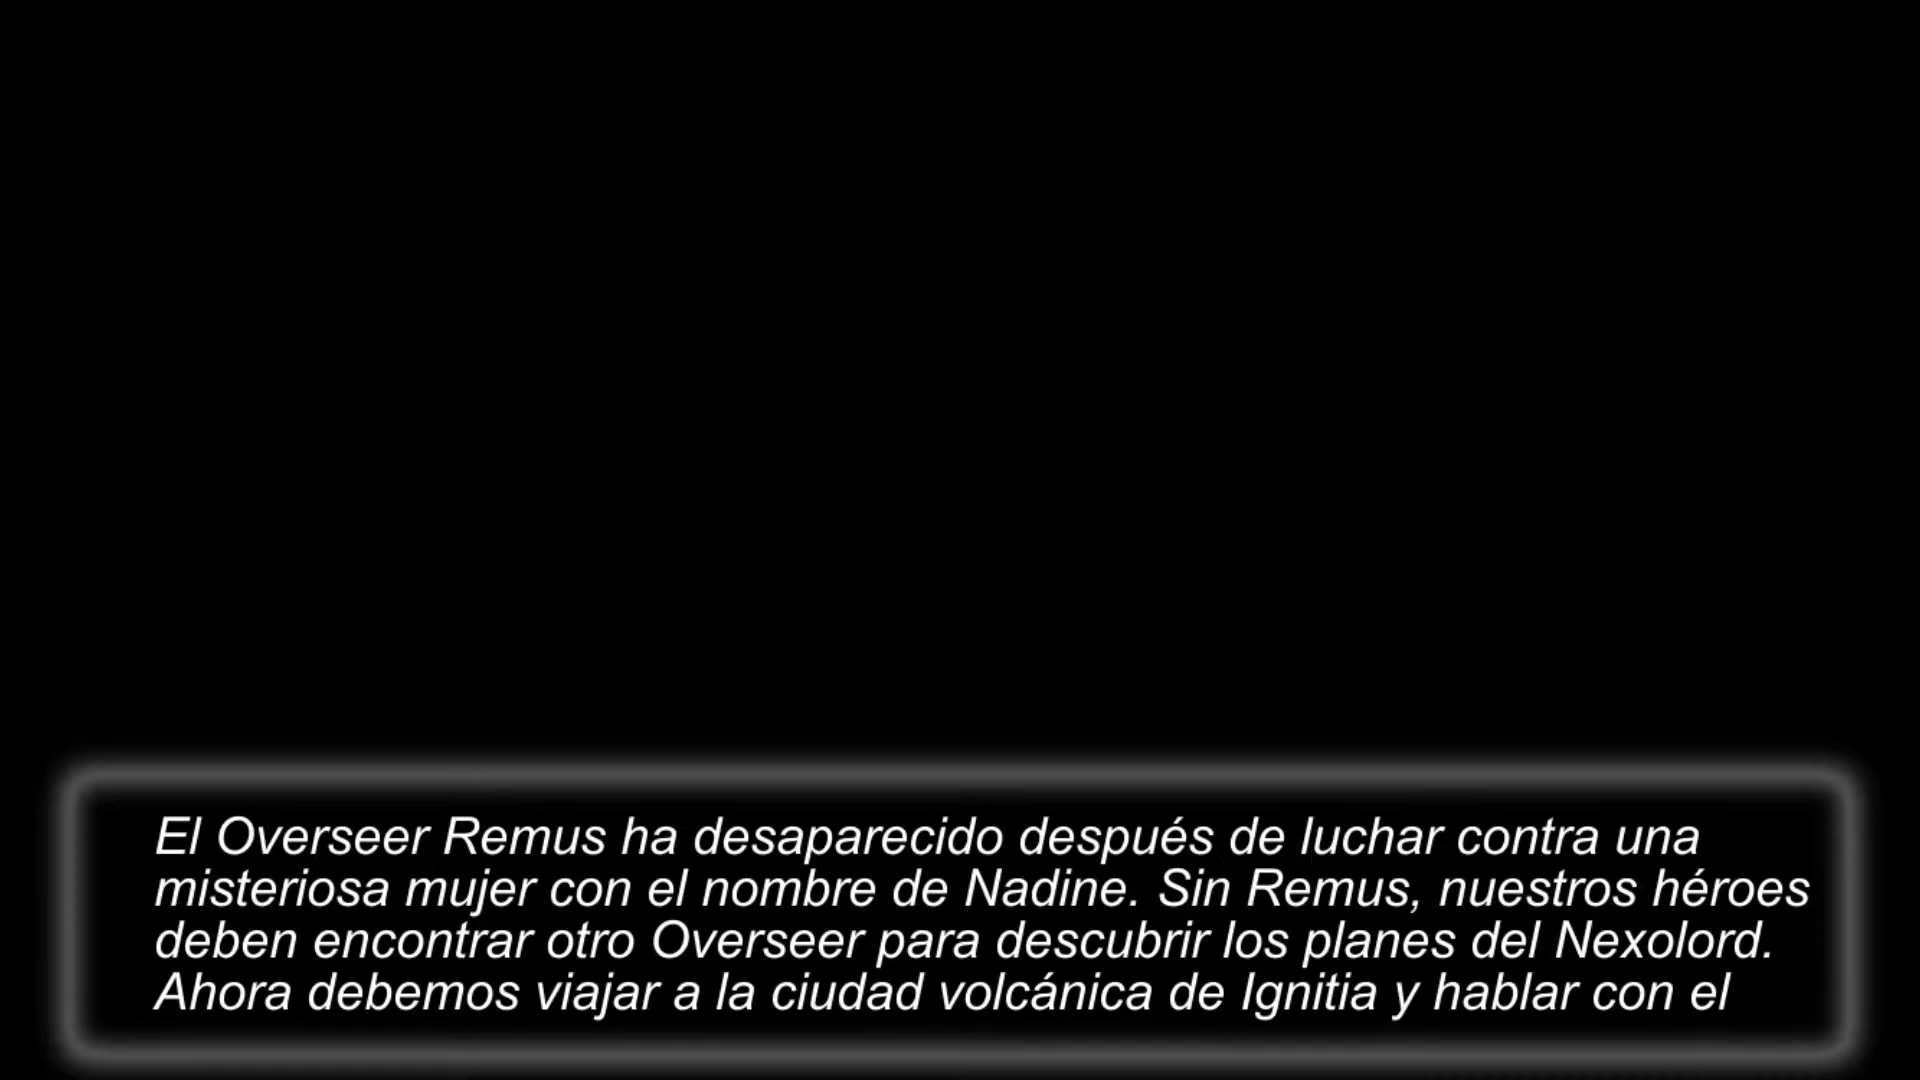 El Overseer Remus ha desaparecido después de luchar contra una
misteriosa mujer con el nombre de Nadine. Sin Remus, nuestros héroes
deben encontrar otro Overseer para descubrir los planes del Nexolord.
Ahora debemos viajar a la ciudad volcánica de Ignitia y hablar con el